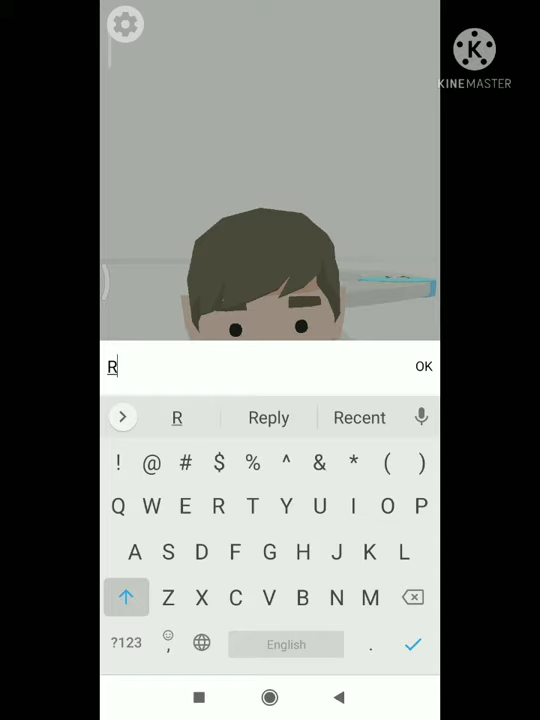 K
KINEMASTER
R
OK
R Reply Recent
! @ # $ % ^ & * ( )
Q W E R T Y U I O P
A S D F G H J K L
Z X C V B N M
?123 , English .